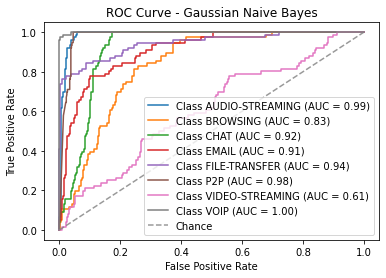 ROC Curve - Gaussian Naive Bayes
True Positive Rate
1.0
0.8
0.6
0.4
0.2
0.0
Class AUDIO-STREAMING (AUC = 0.99)
Class BROWSING (AUC = 0.83)
Class CHAT (AUC = 0.92)
Class EMAIL (AUC = 0.91)
Class FILE-TRANSFER (AUC = 0.94)
Class P2P (AUC = 0.98)
Class VIDEO-STREAMING (AUC = 0.61)
Class VOIP (AUC = 1.00)
Chance
0.0 0.2 0.4 0.6 0.8 1.0
False Positive Rate